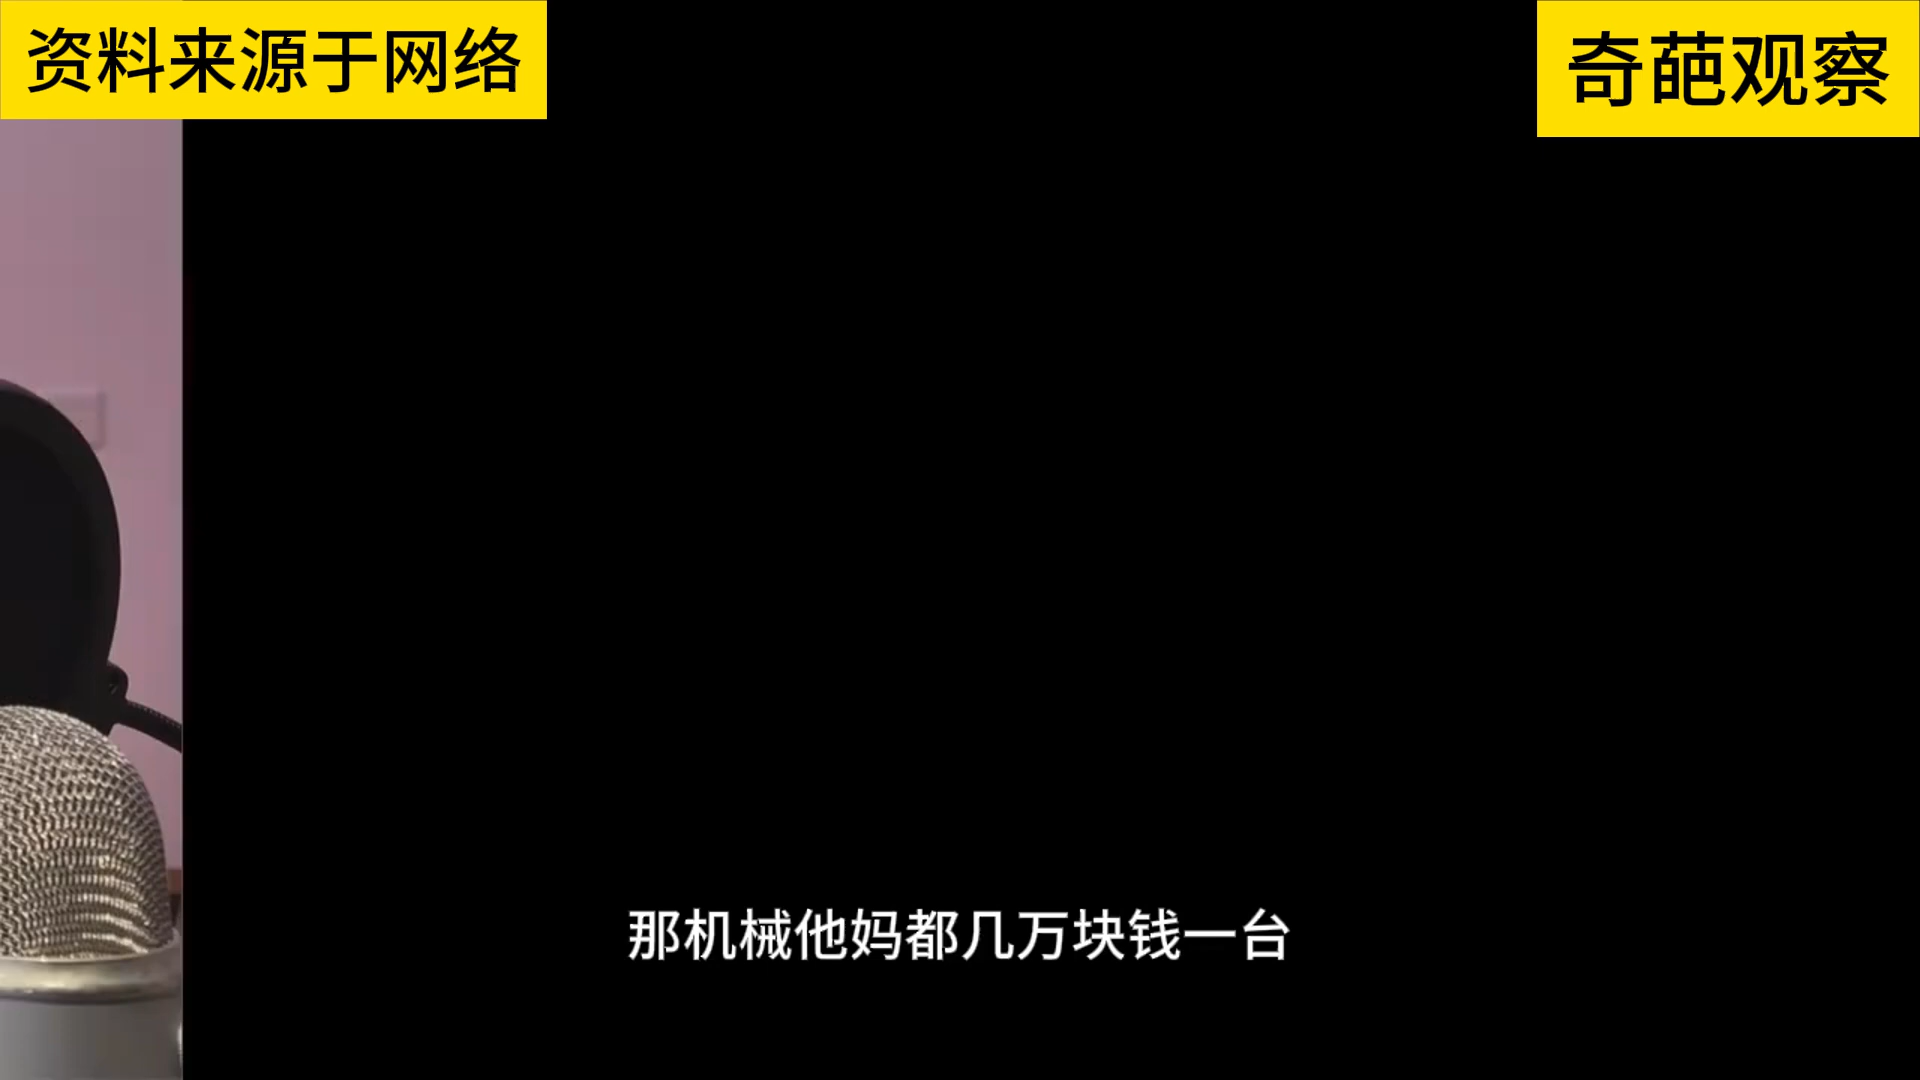 资料来源于网络
奇葩观察
那机械他妈都几万块钱一台